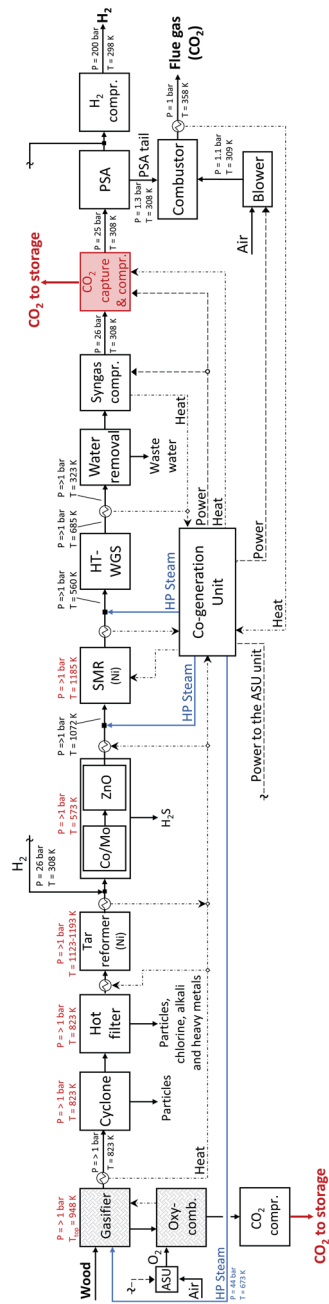 Wood
P => 1 bar
Ttop = 948 K
Gasifier
Oxy-
comb.
O2
ASU
Air
CO2
compr.
CO2 to storage
HP Steam
P = 44 bar
T = 673 K
P => 1 bar
T = 823 K
Heat
P => 1 bar
T = 823 K
Cyclone
Particles
P => 1 bar
T = 823 K
Hot
filter
Particles,
chlorine, alkali
and heavy metals
P =>1 bar
T = 1123-1193 K
Tar
reformer
(Ni)
H2
P = 26 bar
T = 308 K
P =>1 bar
T = 573 K
Co/Mo
ZnO
H2S
P =>1 bar
T = 1072 K
P =>1 bar
T = 1185K
SMR
(Ni)
HP Steam
HP Steam
P =>1 bar
T = 560 K
HT-
WGS
P =>1 bar
T = 685 K
P =>1 bar
T = 323 K
Water
removal
Waste
water
Syngas
compr.
Heat
P = 26 bar
T = 308 K
CO2
capture
& compr.
CO2 to storage
P = 25 bar
T = 308 K
PSA
P = 1.3 bar
T = 308 K
PSA tail
H2
compr.
P = 200 bar
T = 298 K
H2
Combustor
P = 1 bar
T = 358 K
Flue gas
(CO2)
P = 1.1 bar
T = 309 K
Blower
Air
Co-generation
Unit
Power
Heat
Power
Heat
Power to the ASU unit